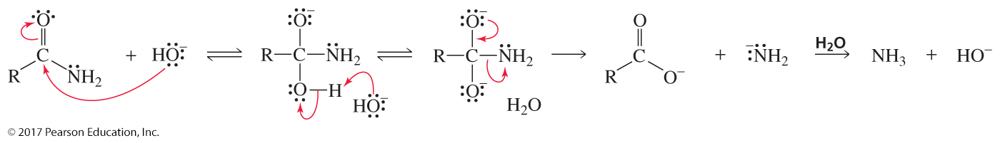 O
C
R
NH₂
+
HO⁻
⇌
O⁻
R—C—NH₂
O—H
HO⁻
⇌
O⁻
R—C—NH₂
O⁻
H₂O
→
O
C
R
O⁻
+
⁻NH₂
H₂O
→
NH₃
+
HO⁻
© 2017 Pearson Education, Inc.